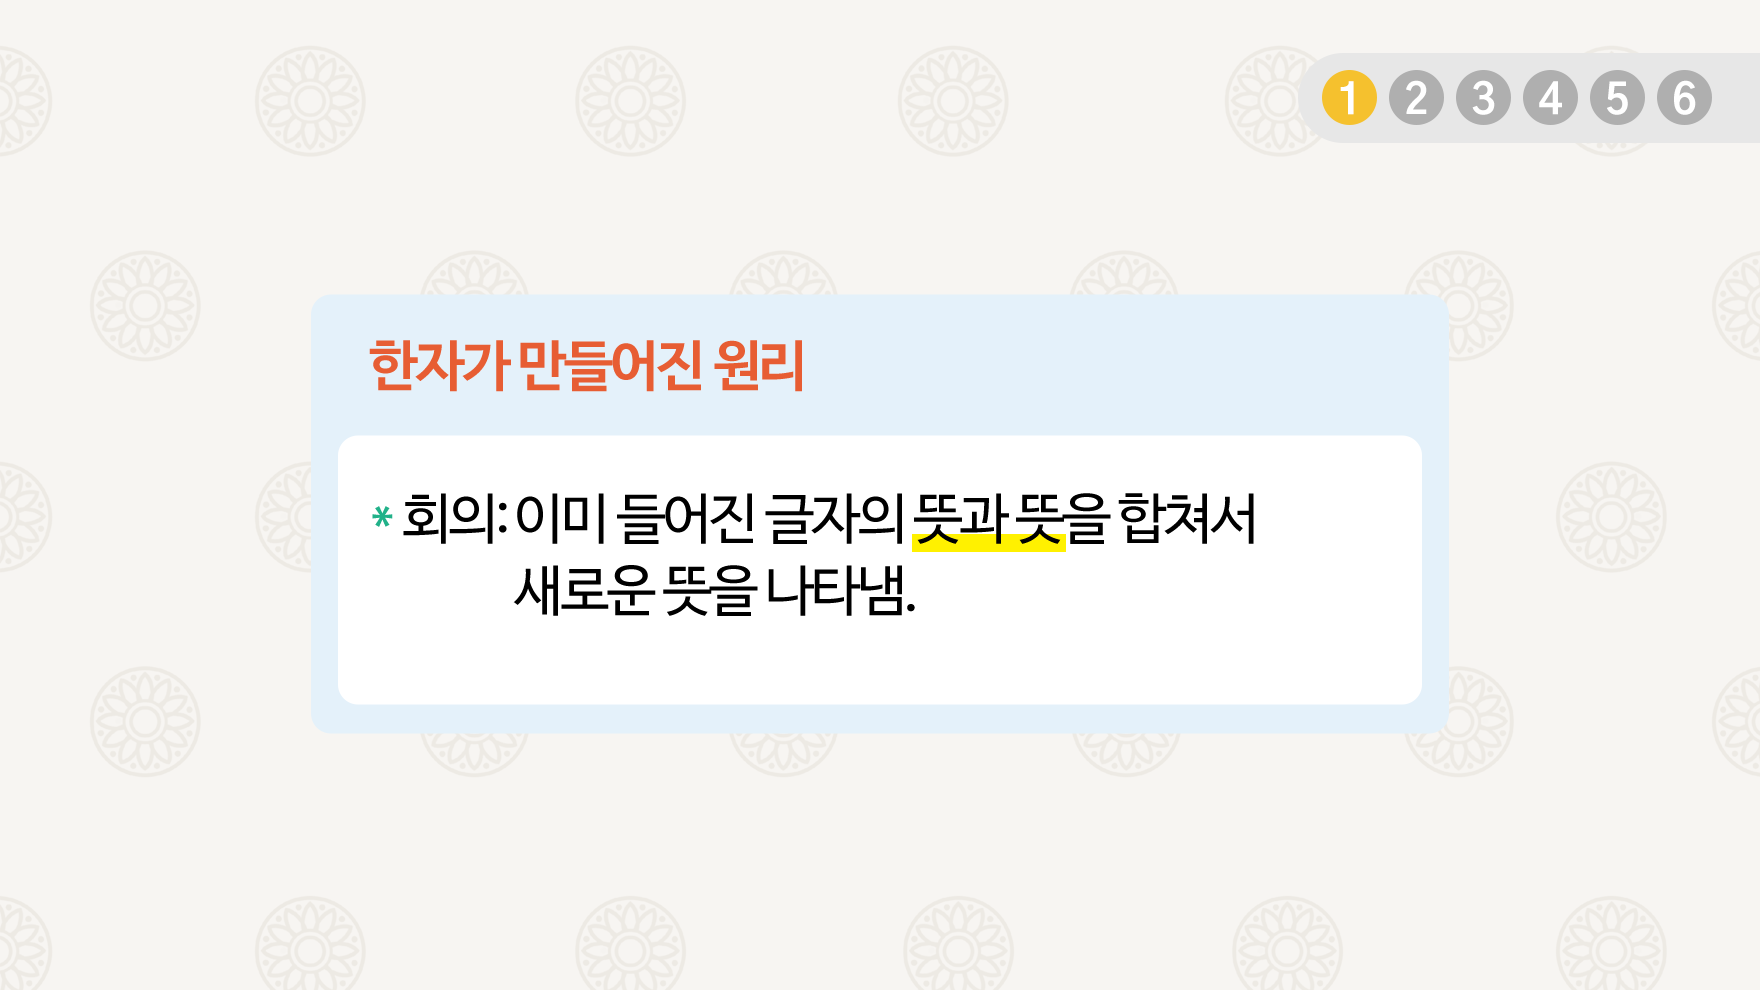 1 2 3 4 5 6
한자가 만들어진 원리
* 회의: 이미 들어진 글자의 뜻과 뜻을 합쳐서
새로운 뜻을 나타냄.